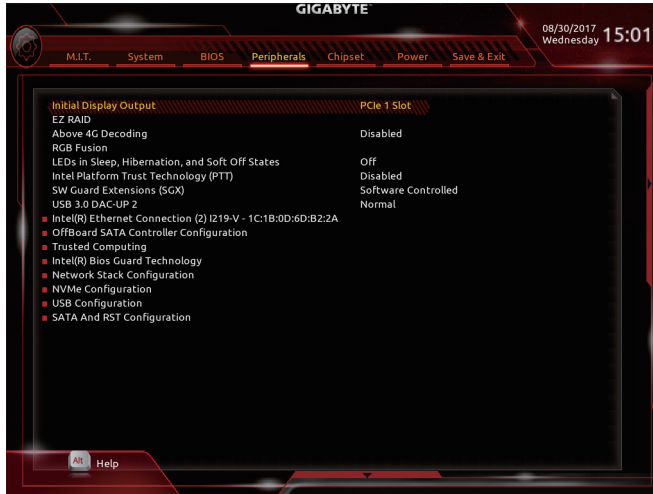 GIGABYTE™
08/30/2017
Wednesday 15:01
M.I.T. System BIOS Peripherals Chipset Power Save & Exit
Initial Display Output PCIe 1 Slot
EZ RAID
Above 4G Decoding Disabled
RGB Fusion
LEDs in Sleep, Hibernation, and Soft Off States Off
Intel Platform Trust Technology (PTT) Disabled
SW Guard Extensions (SGX) Software Controlled
USB 3.0 DAC-UP 2 Normal
Intel(R) Ethernet Connection (2) I219-V - 1C:1B:0D:6D:B2:2A
OffBoard SATA Controller Configuration
Trusted Computing
Intel(R) Bios Guard Technology
Network Stack Configuration
NVMe Configuration
USB Configuration
SATA And RST Configuration
Alt Help